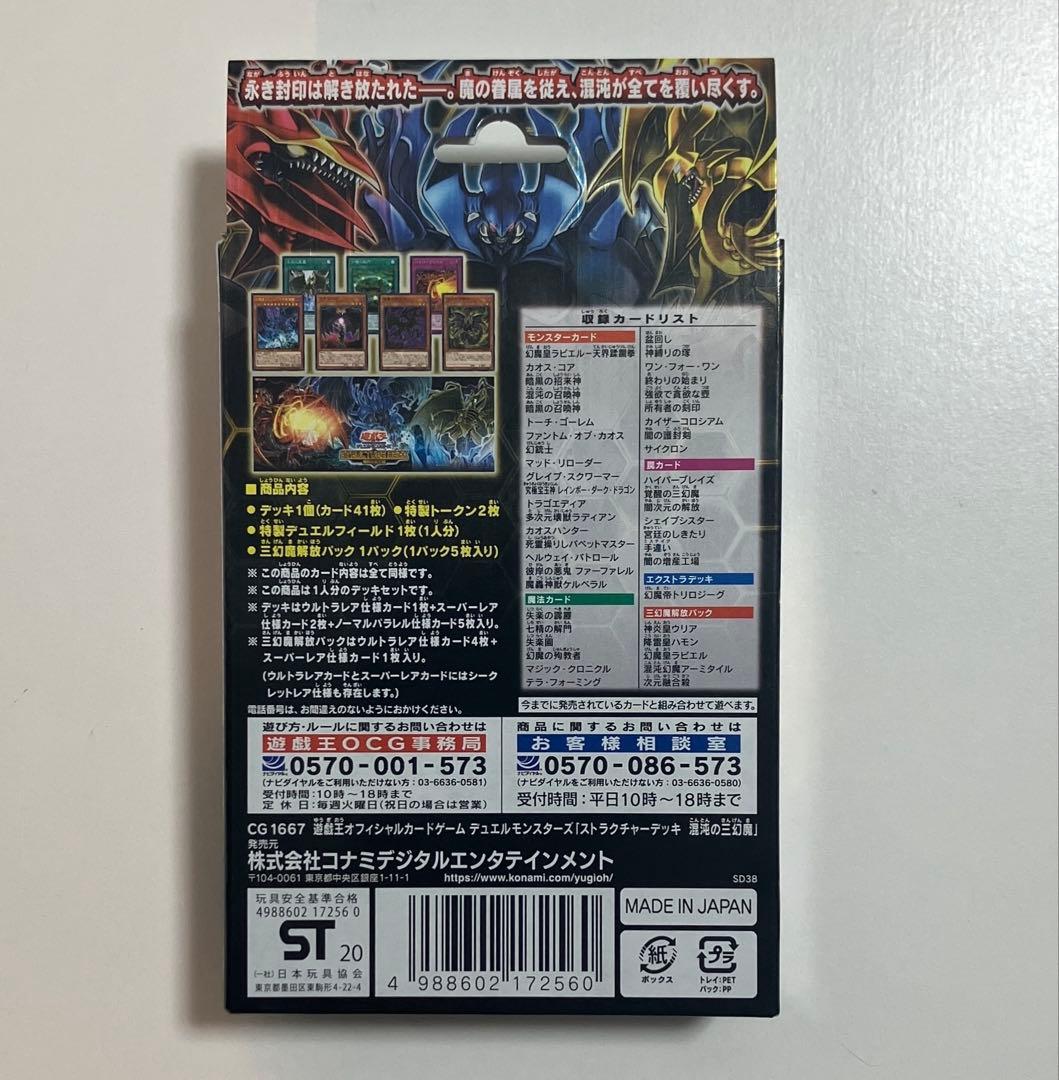 永き封印は解き放たれた――。魔の眷属を従え、混沌が全てを覆い尽くす。
収録カードリスト
モンスターカード
幻魔皇ラビエル-天界蹂躙拳
カオス・コア
暗黒の招来神
混沌の召喚神
暗黒の召喚神
トーチ・ゴーレム
ファントム・オブ・カオス
幻銃士
マッド・リローダー
グレイブ・スクワーマー
究極宝玉神 レインボー・ダーク・ドラゴン
トラゴエディア
多次元壊獣ラディアン
カオスハンター
死霊操りしパペットマスター
ヘルウェイ・パトロール
彼岸の悪鬼 ファーファレル
魔轟神獣ケルベラル
魔法カード
失楽の霹靂
七精の解門
失楽園
幻魔の殉教者
マジック・クロニクル
テラ・フォーミング
盆回し
神縛りの塚
ワン・フォー・ワン
終わりの始まり
強欲で貪欲な壺
所有者の刻印
カイザーコロシアム
闇の護封剣
サイクロン
罠カード
ハイパーブレイズ
覚醒の三幻魔
闇次元の解放
シェイプシスター
宮廷のしきたり
手違い
闇の増産工場
エクストラデッキ
幻魔帝トリロジーグ
三幻魔解放パック
神炎皇ウリア
降雷皇ハモン
幻魔皇ラビエル
混沌幻魔アーミタイル
次元融合殺
今までに発売されているカードと組み合わせて遊べます。
■商品内容
●デッキ1個(カード41枚) ●特製トークン2枚
●特製デュエルフィールド1枚(1人分)
●三幻魔解放パック 1パック(1パック5枚入り)
※この商品のカード内容は全て同様です。
※この商品は1人分のデッキセットです。
※デッキはウルトラレア仕様カード1枚+スーパーレア
仕様カード2枚+ノーマルパラレル仕様カード5枚入り。
※三幻魔解放パックはウルトラレア仕様カード4枚+
スーパーレア仕様カード1枚入り。
(ウルトラレアカードとスーパーレアカードにはシーク
レットレア仕様も存在します。)
電話番号は、お間違えのないようにおかけください。
遊び方・ルールに関するお問い合わせは
遊戯王OCG事務局
ナビダイヤル 0570-001-573
(ナビダイヤルをご利用いただけない方:03-6636-0581)
受付時間:10時~18時まで
定休日:毎週火曜日(祝日の場合は営業)
商品に関するお問い合わせは
お客様相談室
ナビダイヤル 0570-086-573
(ナビダイヤルをご利用いただけない方:03-6636-0580)
受付時間:平日10時~18時まで
CG1667 遊戯王オフィシャルカードゲーム デュエルモンスターズ「ストラクチャーデッキ 混沌の三幻魔」
発売元
株式会社コナミデジタルエンタテインメント
〒104-0061 東京都中央区銀座1-11-1
https://www.konami.com/yugioh/
SD38
玩具安全基準合格
4988602 17256 0
ST 20
(一社)日本玩具協会
東京都墨田区東駒形4-22-4
4 988602 172560
MADE IN JAPAN
紙
ボックス
プラ
トレイ:PET
パック:PP